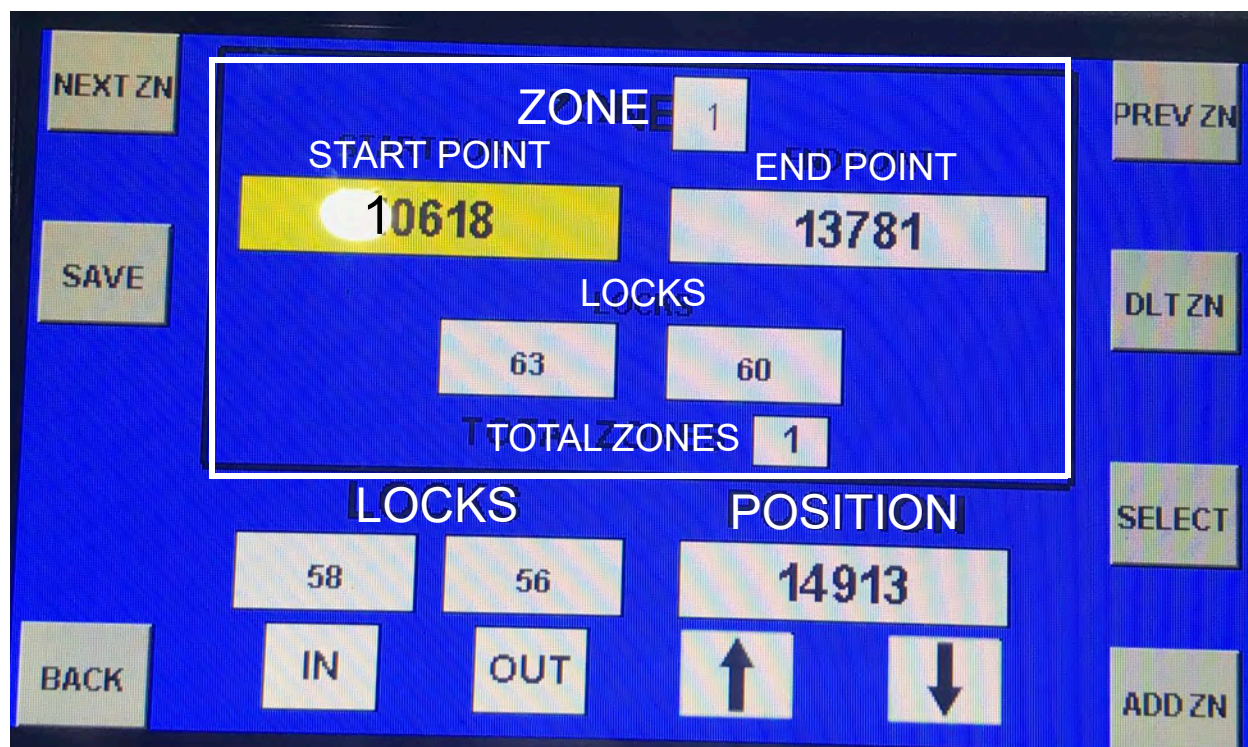 NEXT ZN
ZONE 1
PREV ZN
START POINT
END POINT
10618
13781
SAVE
LOCKS
DLT ZN
63
60
TOTAL ZONES 1
LOCKS
POSITION
SELECT
58
56
14913
BACK
IN
OUT
ADD ZN